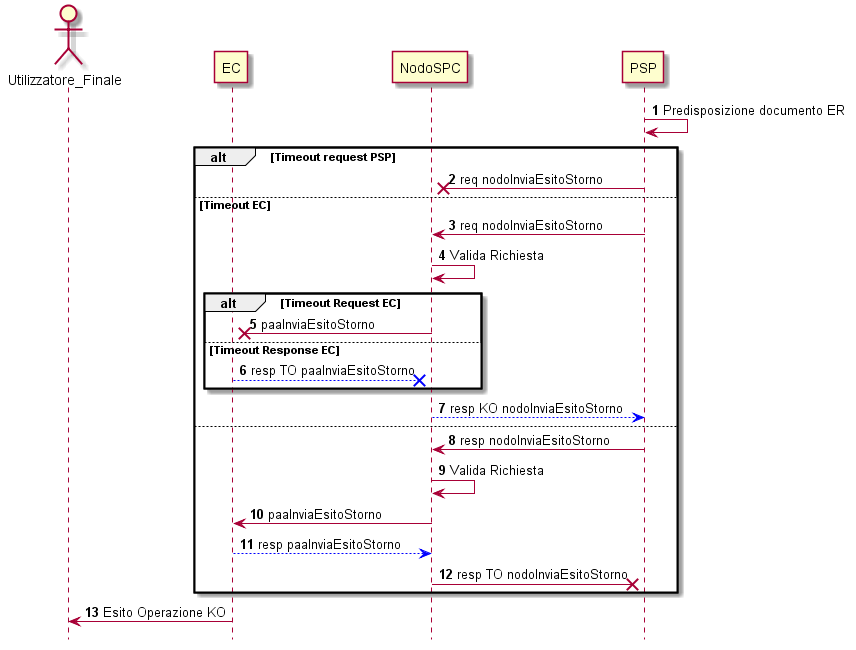 Utilizzatore_Finale
EC
NodoSPC
PSP
1 Predisposizione documento ER
alt [Timeout request PSP]
2 req nodoInviaEsitoStorno
[Timeout EC]
3 req nodoInviaEsitoStorno
4 Valida Richiesta
alt [Timeout Request EC]
5 paaInviaEsitoStorno
[Timeout Response EC]
6 resp TO paaInviaEsitoStorno
7 resp KO nodoInviaEsitoStorno
8 resp nodoInviaEsitoStorno
9 Valida Richiesta
10 paaInviaEsitoStorno
11 resp paaInviaEsitoStorno
12 resp TO nodoInviaEsitoStorno
13 Esito Operazione KO